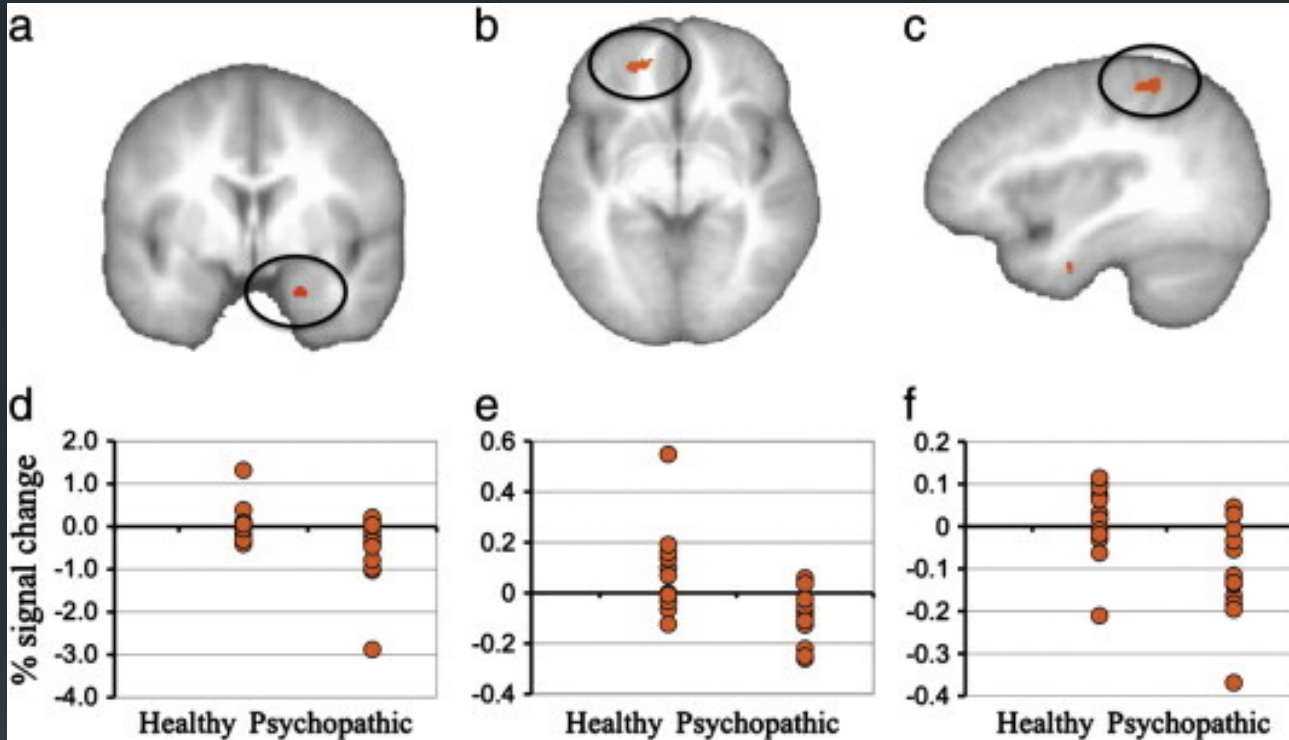 a
b
c
d
e
f
% signal change
2.0
1.0
0.0
-1.0
-2.0
-3.0
-4.0
Healthy Psychopathic
0.6
0.4
0.2
0
-0.2
-0.4
Healthy Psychopathic
0.2
0.1
0
-0.1
-0.2
-0.3
-0.4
Healthy Psychopathic